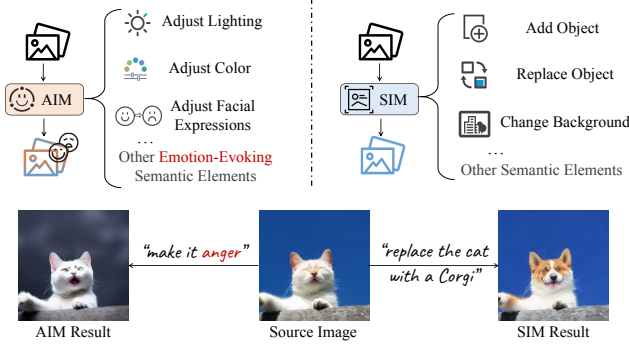 AIM
Adjust Lighting
Adjust Color
Adjust Facial
Expressions
...
Other Emotion-Evoking
Semantic Elements
SIM
Add Object
Replace Object
Change Background
...
Other Semantic Elements
"make it anger"
"replace the cat
with a Corgi"
AIM Result
Source Image
SIM Result